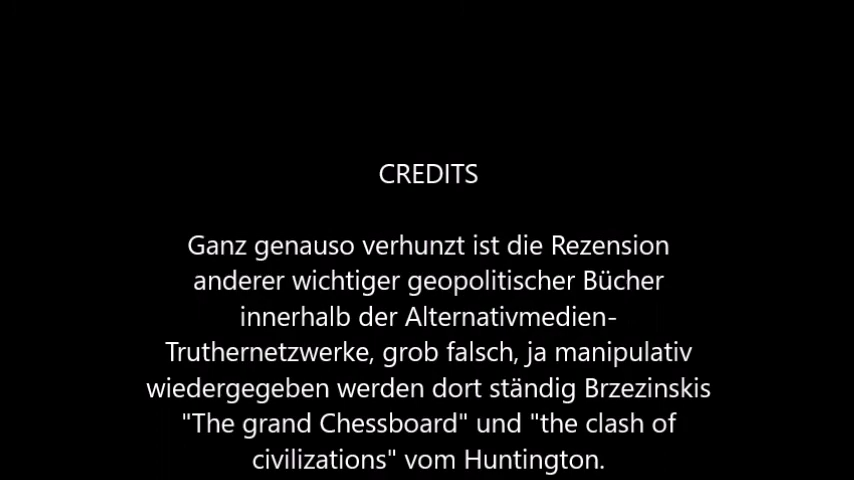 CREDITS
Ganz genauso verhunzt ist die Rezension
anderer wichtiger geopolitischer Bücher
innerhalb der Alternativmedien-
Truthernetzwerke, grob falsch, ja manipulativ
wiedergegeben werden dort ständig Brzezinskis
"The grand Chessboard" und "the clash of
civilizations" vom Huntington.